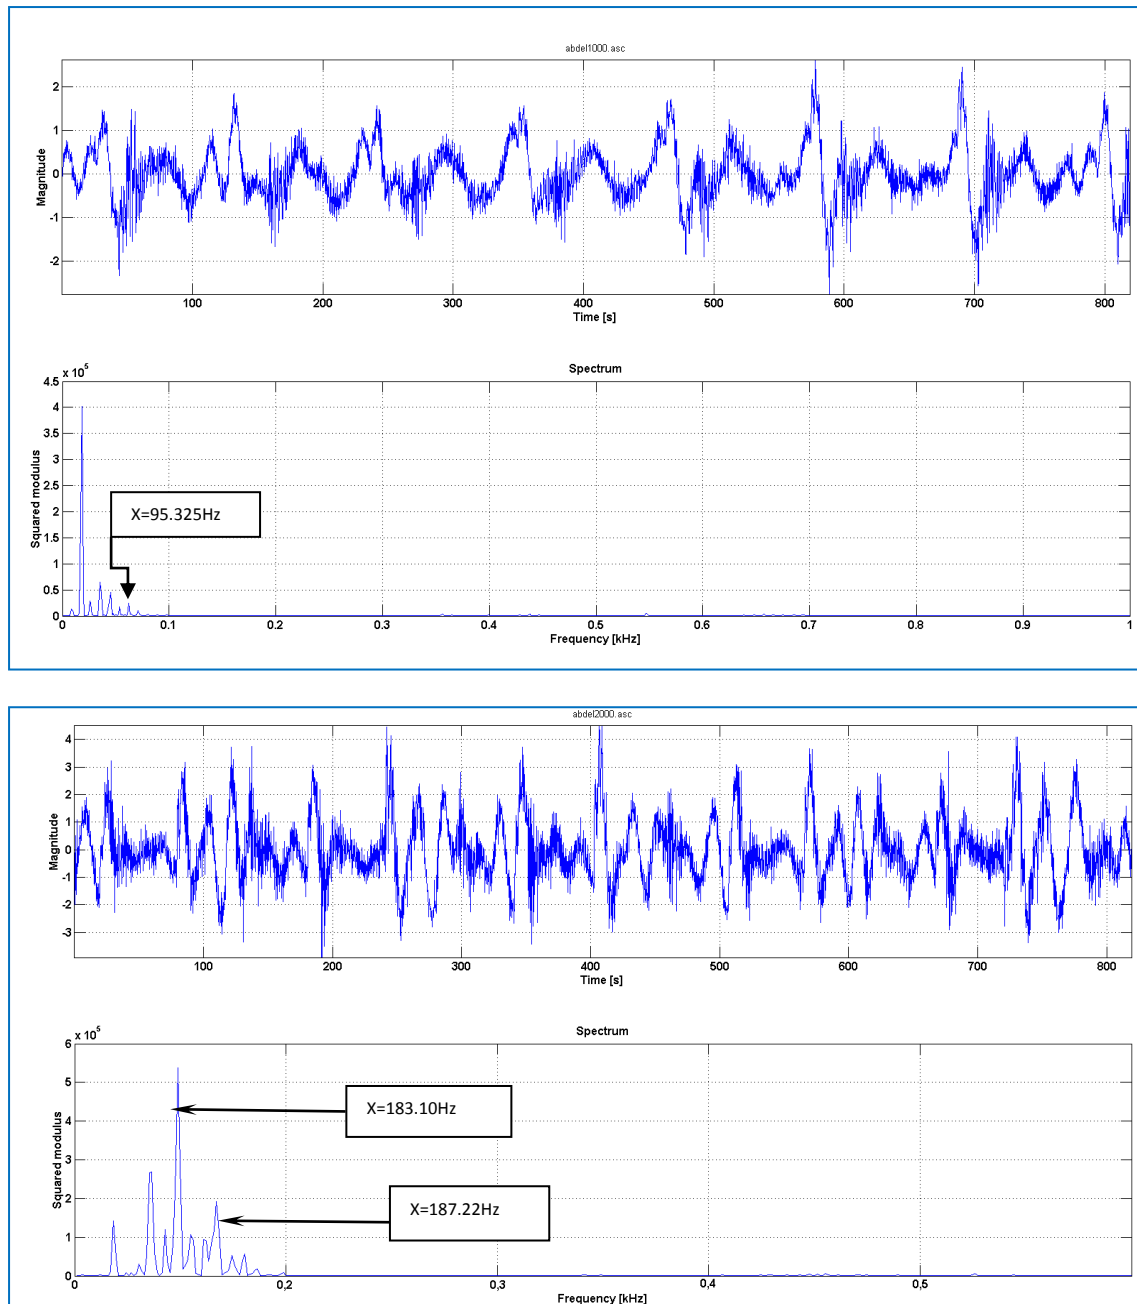 abdel1000.asc
2
1
0
-1
-2
Magnitude
100 200 300 400 500 600 700 800
Time [s]
Spectrum
x 10^5
4.5
4
3.5
3
2.5
2
1.5
1
0.5
0
Squared modulus
X=95.325Hz
0 0.1 0.2 0.3 0.4 0.5 0.6 0.7 0.8 0.9 1
Frequency [kHz]
abdel2000.asc
4
3
2
1
0
-1
-2
-3
Magnitude
100 200 300 400 500 600 700 800
Time [s]
Spectrum
x 10^5
6
5
4
3
2
1
0
Squared modulus
X=183.10Hz
X=187.22Hz
0 0,2 0,3 0,4 0,5
Frequency [kHz]